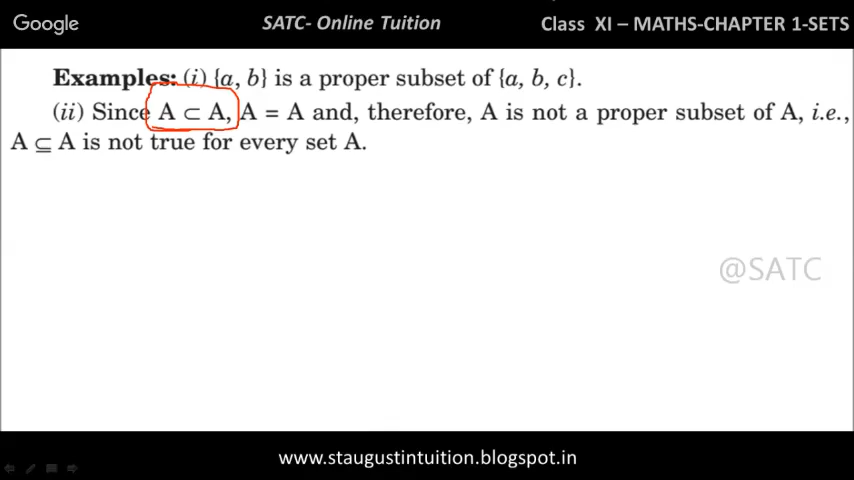 Google
SATC- Online Tuition
Class XI – MATHS-CHAPTER 1-SETS
Examples: (i) {a, b} is a proper subset of {a, b, c}.
(ii) Since A ⊂ A, A = A and, therefore, A is not a proper subset of A, i.e.,
A ⊆ A is not true for every set A.
@SATC
www.staugustintuition.blogspot.in